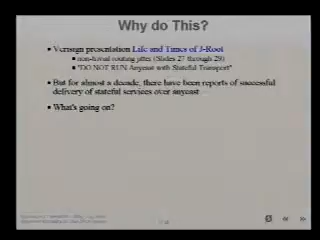 Why do This?
Verisign presentation Life and Times of J-Root
non-trivial routing jitter (Slides 27 through 29)
"DO NOT RUN Anycast with Stateful Transport"
But for almost a decade, there have been reports of successful
delivery of stateful services over anycast
What's going on?